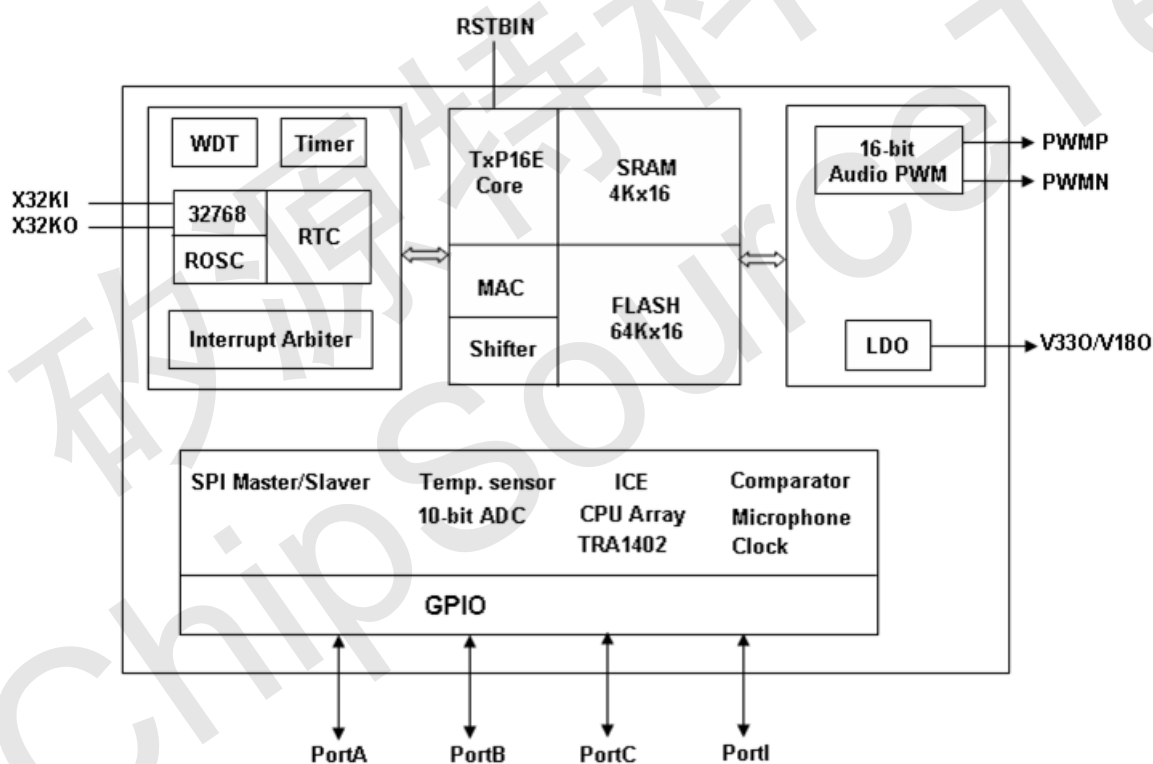 RSTBIN
WDT
Timer
X32KI
X32KO
32768
ROSC
RTC
Interrupt Arbiter
TxP16E
Core
SRAM
4Kx16
MAC
Shifter
FLASH
64Kx16
16-bit
Audio PWM
PWMP
PWMN
LDO
V33O/V18O
SPI Master/Slaver
Temp. sensor
10-bit ADC
ICE
CPU Array
TRA1402
Comparator
Microphone
Clock
GPIO
PortA
PortB
PortC
PortI
矽源特科
ChipSourceTe